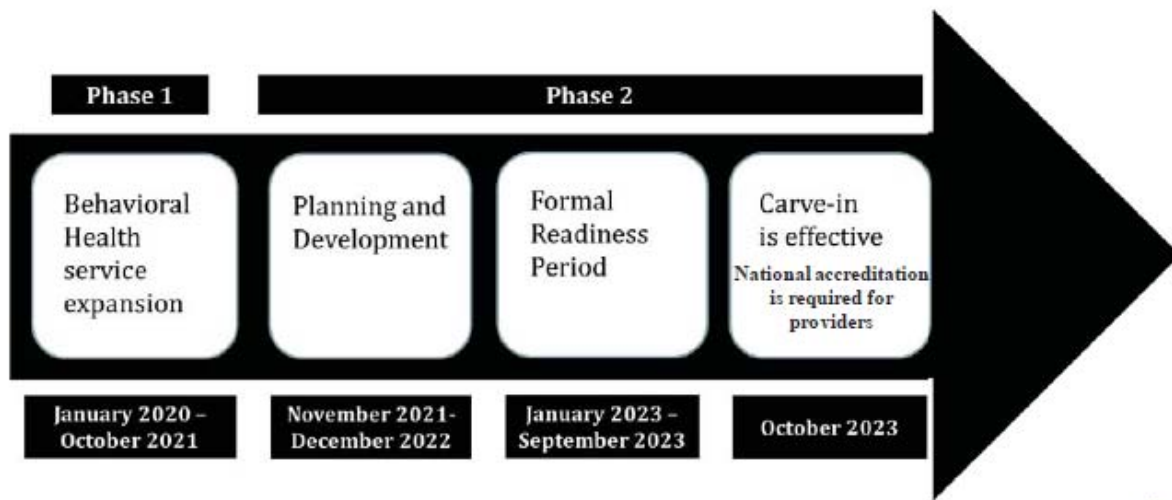 Phase 1
Phase 2
Behavioral
Health
service
expansion
Planning and
Development
Formal
Readiness
Period
Carve-in
is effective
National accreditation
is required for
providers
January 2020 –
October 2021
November 2021-
December 2022
January 2023 –
September 2023
October 2023